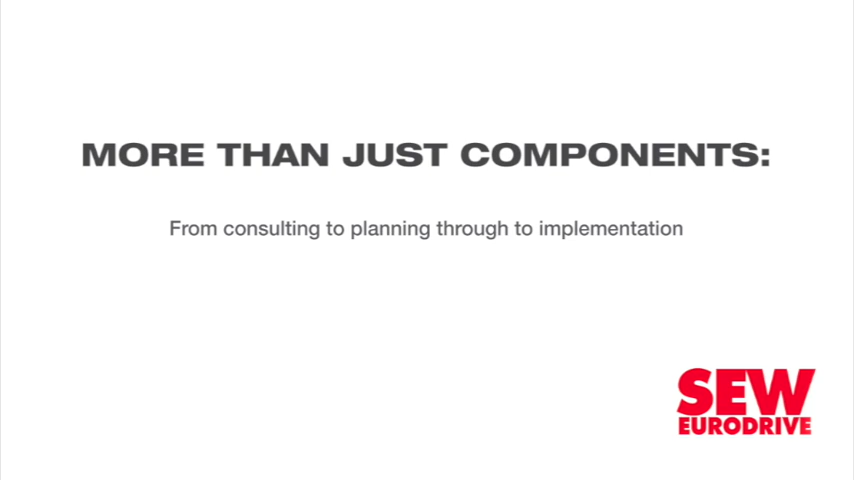 MORE THAN JUST COMPONENTS:
From consulting to planning through to implementation
SEW
EURODRIVE